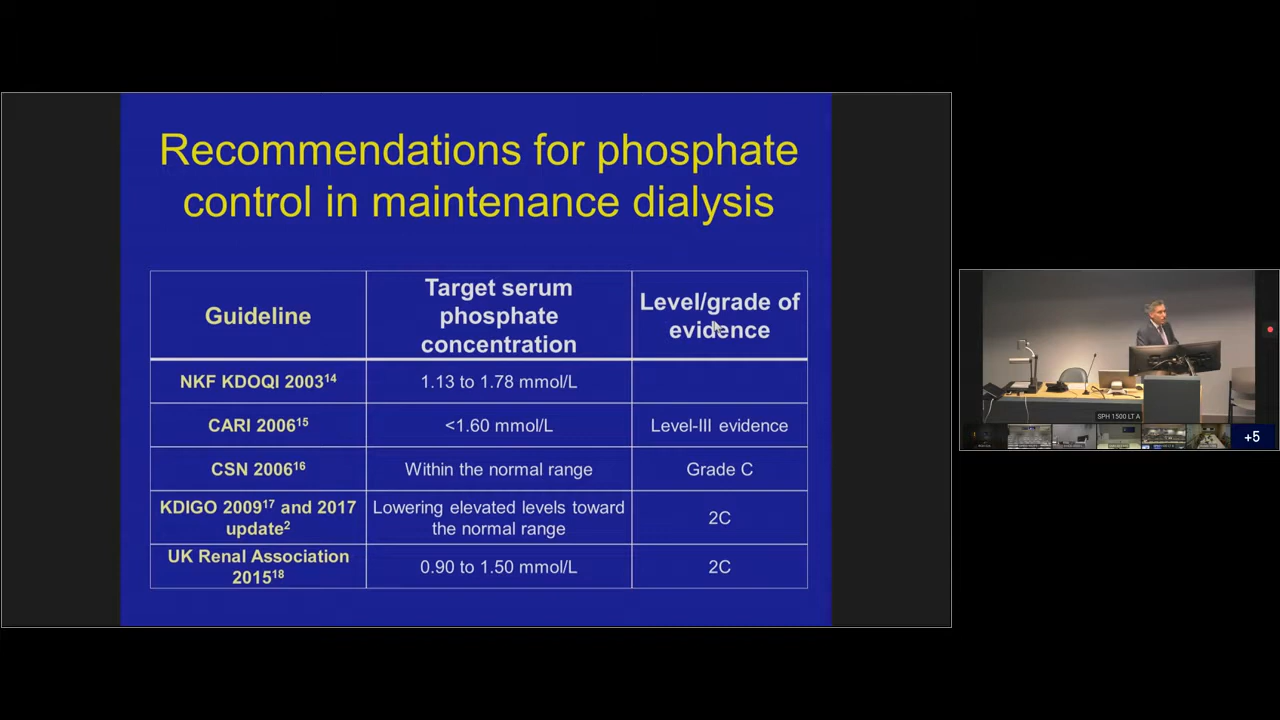 Recommendations for phosphate
control in maintenance dialysis
Guideline
Target serum
phosphate
concentration
Level/grade of
evidence
NKF KDOQI 2003¹⁴
1.13 to 1.78 mmol/L
CARI 2006¹⁵
<1.60 mmol/L
Level-III evidence
CSN 2006¹⁶
Within the normal range
Grade C
KDIGO 2009¹⁷ and 2017
update²
Lowering elevated levels toward
the normal range
2C
UK Renal Association
2015¹⁸
0.90 to 1.50 mmol/L
2C
SPH 1500 LT A
+5